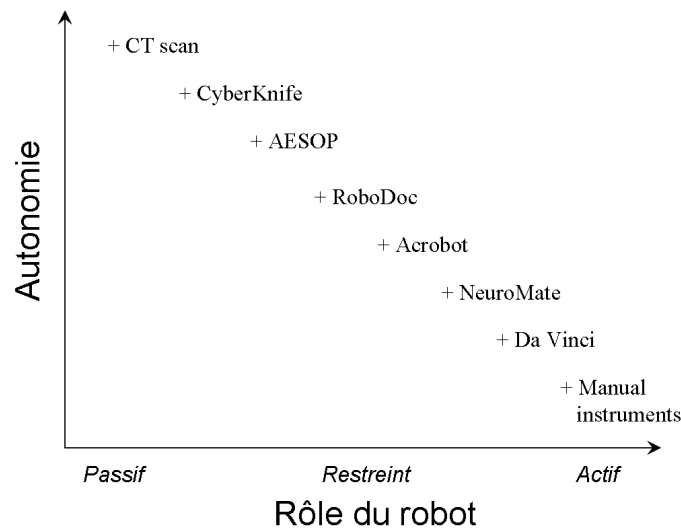 + CT scan
+ CyberKnife
+ AESOP
+ RoboDoc
+ Acrobot
+ NeuroMate
+ Da Vinci
+ Manual
instruments
Autonomie
Passif
Restreint
Actif
Rôle du robot